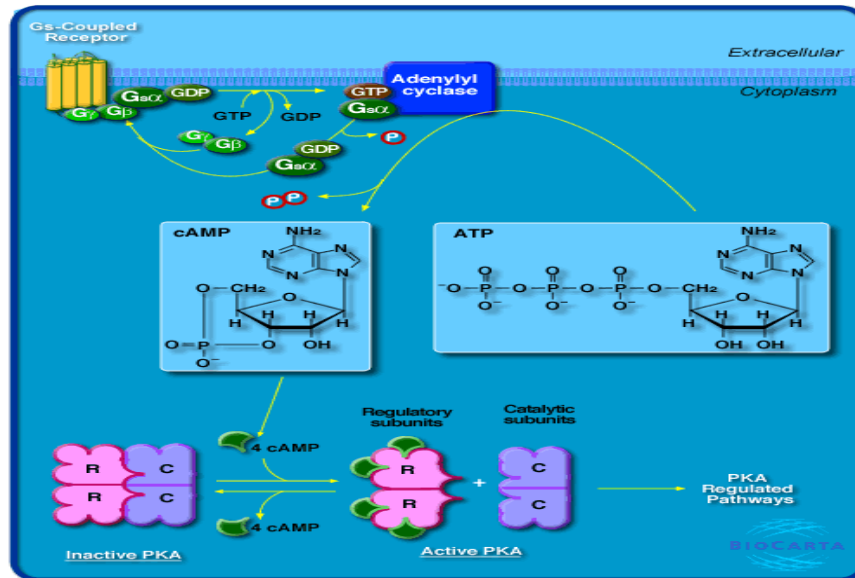 Gs-Coupled
Receptor
Extracellular
Cytoplasm
Adenylyl
cyclase
GTP
Gsα
GDP
Gsα
Gβ
Gγ
GTP
GDP
P
Gγ
Gβ
GDP
Gsα
P P
cAMP
NH2
N
N
N
N
O
CH2
O
H
H
H
H
O
P
O
O–
OH
ATP
NH2
N
N
N
N
O
O
O
–O
P
O
P
O
P
O
CH2
O
O–
O–
O–
H
H
H
H
OH
OH
Regulatory
subunits
Catalytic
subunits
4 cAMP
R
C
R
C
R
+
C
R
C
PKA
Regulated
Pathways
4 cAMP
Inactive PKA
Active PKA
BIOCARTA